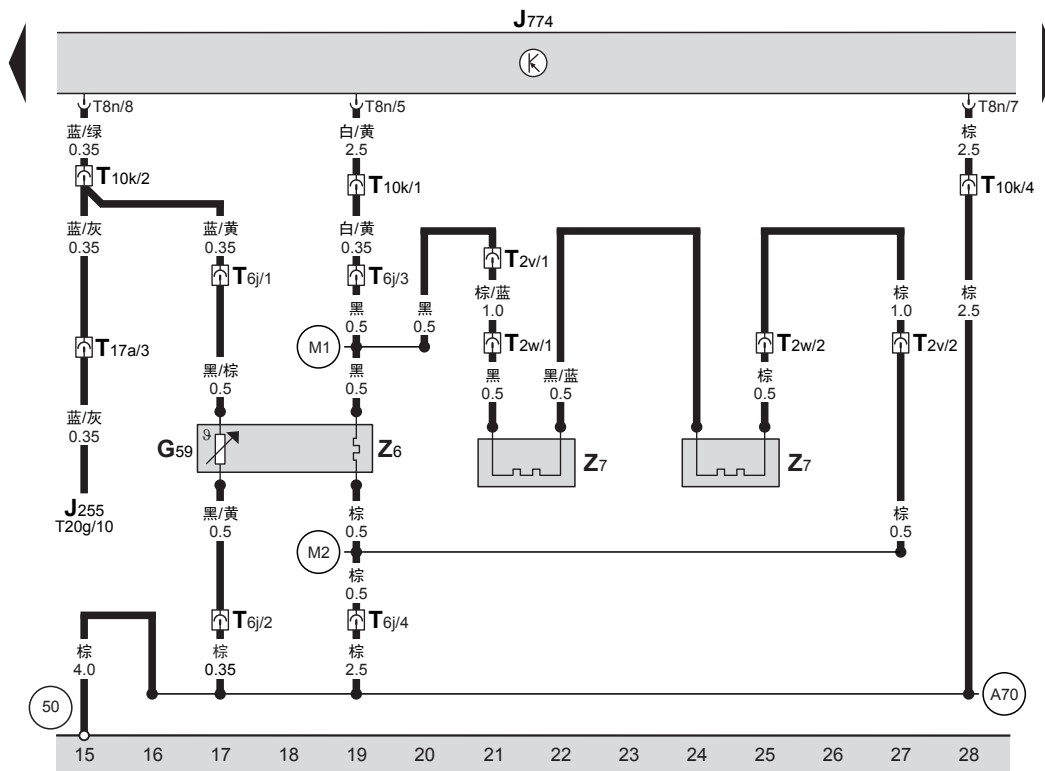 J774
T8n/8
T8n/5
T8n/7
蓝/绿
0.35
白/黄
2.5
棕
2.5
T10k/2
T10k/1
T10k/4
蓝/灰
0.35
蓝/黄
0.35
白/黄
0.35
T6j/1
T6j/3
T2v/1
棕/蓝
1.0
棕
1.0
棕
2.5
黑
0.5
黑
0.5
M1
T17a/3
T2w/1
T2w/2
T2v/2
黑/棕
0.5
黑
0.5
黑
0.5
黑/蓝
0.5
棕
0.5
蓝/灰
0.35
G59
ϑ
Z6
Z7
Z7
J255
T20g/10
黑/黄
0.5
棕
0.5
棕
0.5
M2
棕
0.5
T6j/2
T6j/4
棕
4.0
棕
0.35
棕
2.5
50
A70
15 16 17 18 19 20 21 22 23 24 25 26 27 28